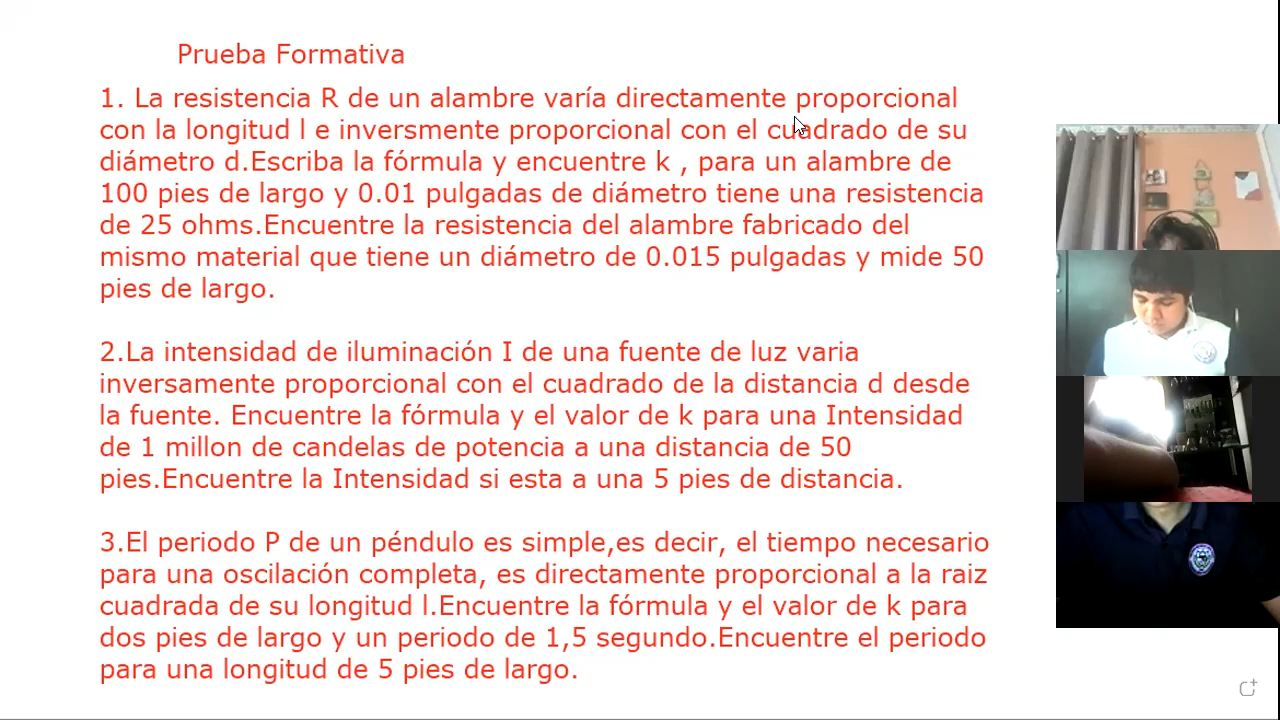 Prueba Formativa
1. La resistencia R de un alambre varía directamente proporcional
con la longitud l e inversmente proporcional con el cuadrado de su
diámetro d.Escriba la fórmula y encuentre k , para un alambre de
100 pies de largo y 0.01 pulgadas de diámetro tiene una resistencia
de 25 ohms.Encuentre la resistencia del alambre fabricado del
mismo material que tiene un diámetro de 0.015 pulgadas y mide 50
pies de largo.
2.La intensidad de iluminación I de una fuente de luz varia
inversamente proporcional con el cuadrado de la distancia d desde
la fuente. Encuentre la fórmula y el valor de k para una Intensidad
de 1 millon de candelas de potencia a una distancia de 50
pies.Encuentre la Intensidad si esta a una 5 pies de distancia.
3.El periodo P de un péndulo es simple,es decir, el tiempo necesario
para una oscilación completa, es directamente proporcional a la raiz
cuadrada de su longitud l.Encuentre la fórmula y el valor de k para
dos pies de largo y un periodo de 1,5 segundo.Encuentre el periodo
para una longitud de 5 pies de largo.